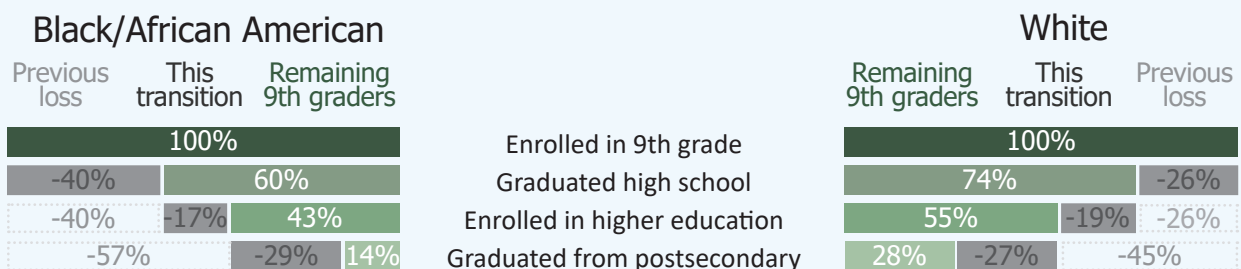 Black/African American White
Previous loss This transition Remaining 9th graders Remaining 9th graders This transition Previous loss
100% Enrolled in 9th grade 100%
-40% 60% Graduated high school 74% -26%
-40% -17% 43% Enrolled in higher education 55% -19% -26%
-57% -29% 14% Graduated from postsecondary 28% -27% -45%